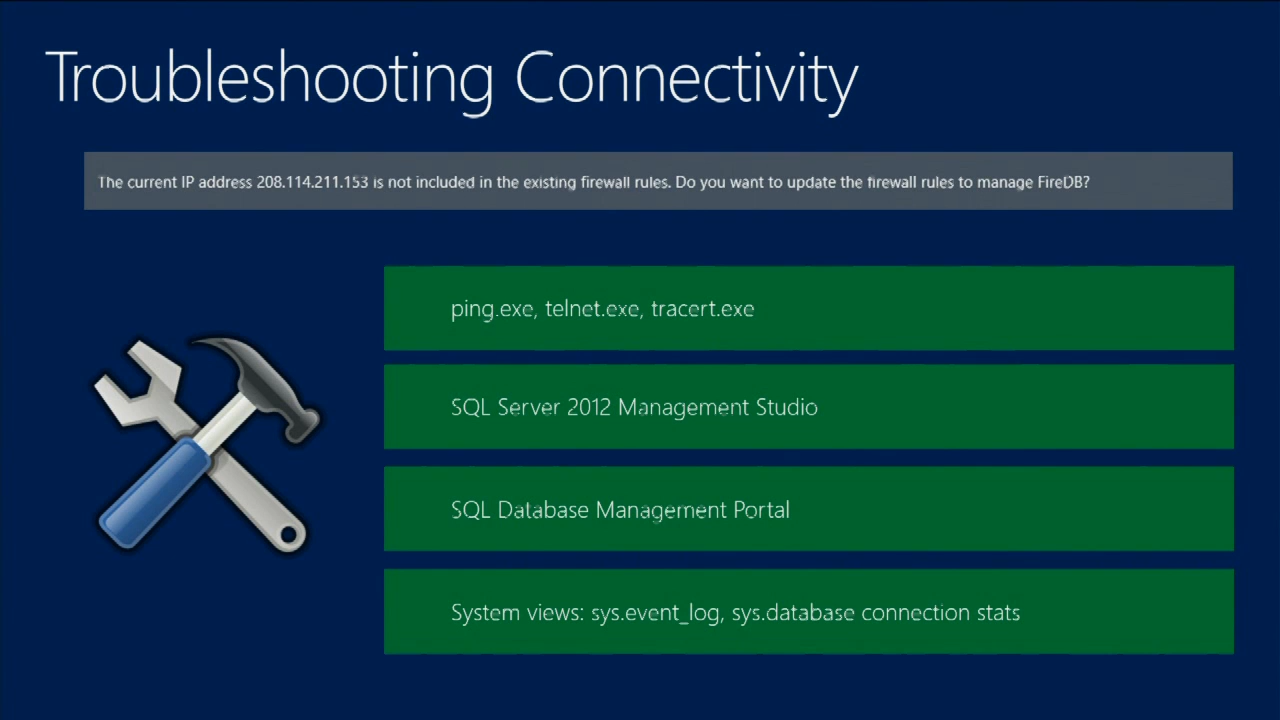 Troubleshooting Connectivity
The current IP address 208.114.211.153 is not included in the existing firewall rules. Do you want to update the firewall rules to manage FireDB?
ping.exe, telnet.exe, tracert.exe
SQL Server 2012 Management Studio
SQL Database Management Portal
System views: sys.event_log, sys.database connection stats